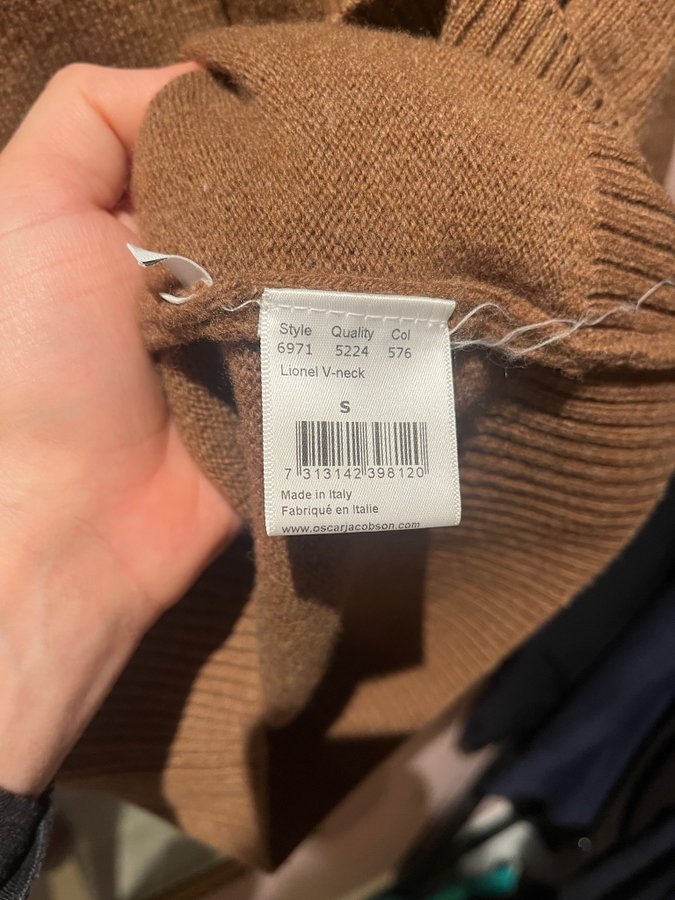 Style Quality Col
6971 5224 576
Lionel V-neck
S
7 313142 398120
Made in Italy
Fabriqué en Italie
www.oscarjacobson.com